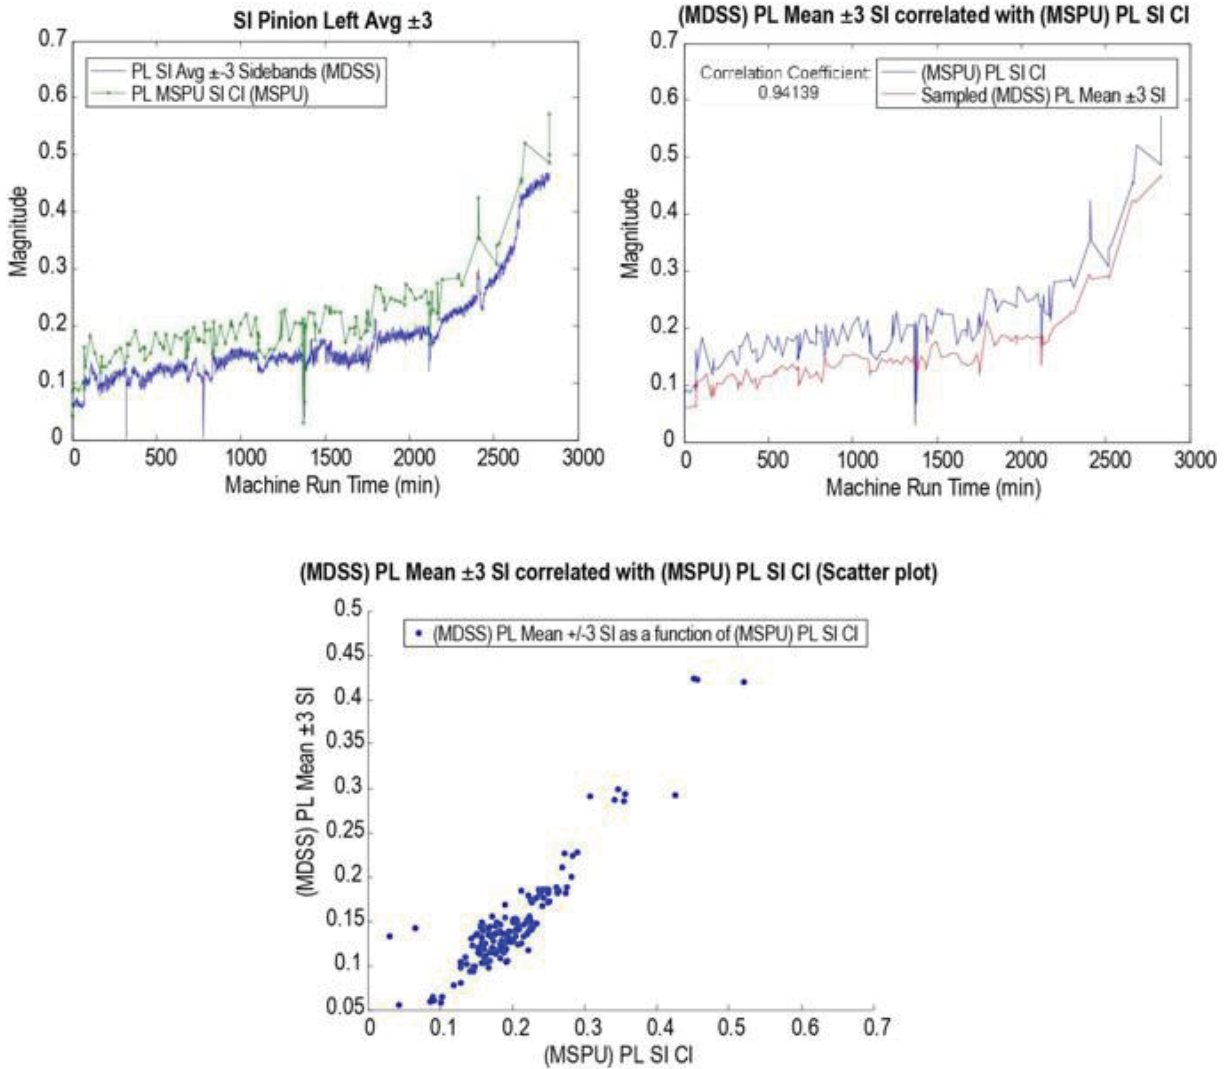 SI Pinion Left Avg ±3
0.7
0.6
0.5
0.4
0.3
0.2
0.1
0
Magnitude
PL SI Avg ±-3 Sidebands (MDSS)
PL MSPU SI CI (MSPU)
0 500 1000 1500 2000 2500 3000
Machine Run Time (min)
(MDSS) PL Mean ±3 SI correlated with (MSPU) PL SI CI
0.7
0.6
0.5
0.4
0.3
0.2
0.1
0
Magnitude
Correlation Coefficient:
0.94139
(MSPU) PL SI CI
Sampled (MDSS) PL Mean ±3 SI
0 500 1000 1500 2000 2500 3000
Machine Run Time (min)
(MDSS) PL Mean ±3 SI correlated with (MSPU) PL SI CI (Scatter plot)
0.5
0.45
0.4
0.35
0.3
0.25
0.2
0.15
0.1
0.05
(MDSS) PL Mean ±3 SI
(MDSS) PL Mean +/-3 SI as a function of (MSPU) PL SI CI
0 0.1 0.2 0.3 0.4 0.5 0.6 0.7
(MSPU) PL SI CI